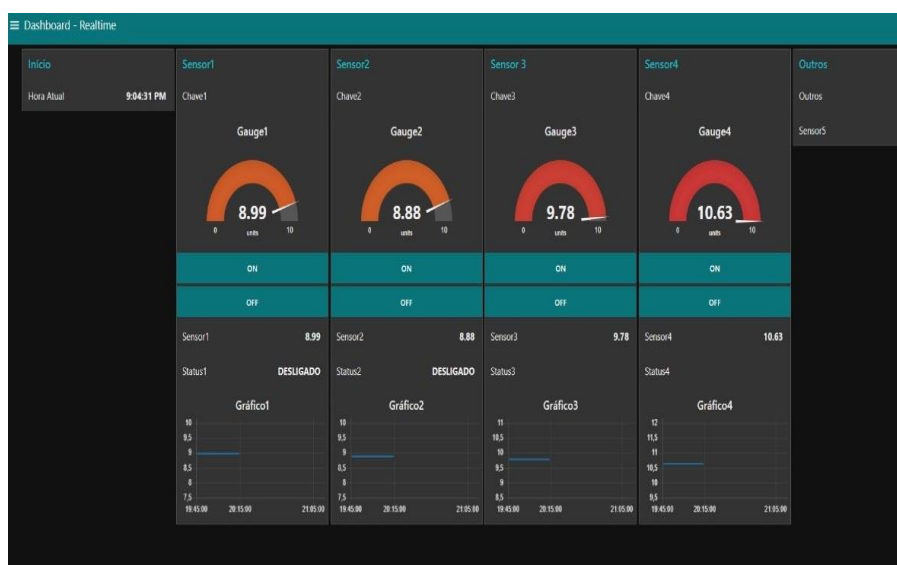 Dashboard - Realtime
Início
Hora Atual 9:04:31 PM
Sensor1
Chave1
Gauge1
8.99
0 units 10
ON
OFF
Sensor1 8.99
Status1 DESLIGADO
Gráfico1
10
9,5
9
8,5
8
7,5
19:45:00 20:15:00 21:05:00
Sensor2
Chave2
Gauge2
8.88
0 units 10
ON
OFF
Sensor2 8.88
Status2 DESLIGADO
Gráfico2
10
9,5
9
8,5
8
7,5
19:45:00 20:15:00 21:05:00
Sensor 3
Chave3
Gauge3
9.78
0 units 10
ON
OFF
Sensor3 9.78
Status3
Gráfico3
11
10,5
10
9,5
9
8,5
19:45:00 20:15:00 21:05:00
Sensor4
Chave4
Gauge4
10.63
0 units 10
ON
OFF
Sensor4 10.63
Status4
Gráfico4
12
11,5
11
10,5
10
9,5
19:45:00 20:15:00 21:05:00
Outros
Outros
Sensor5